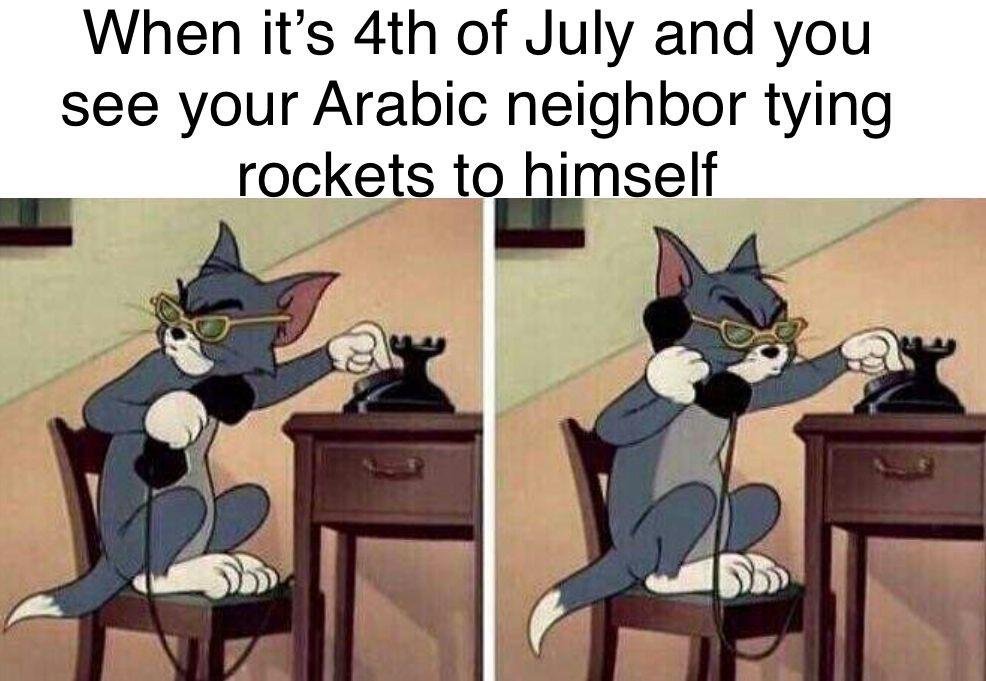 When it’s 4th of July and you
see your Arabic neighbor tying
rockets to himself